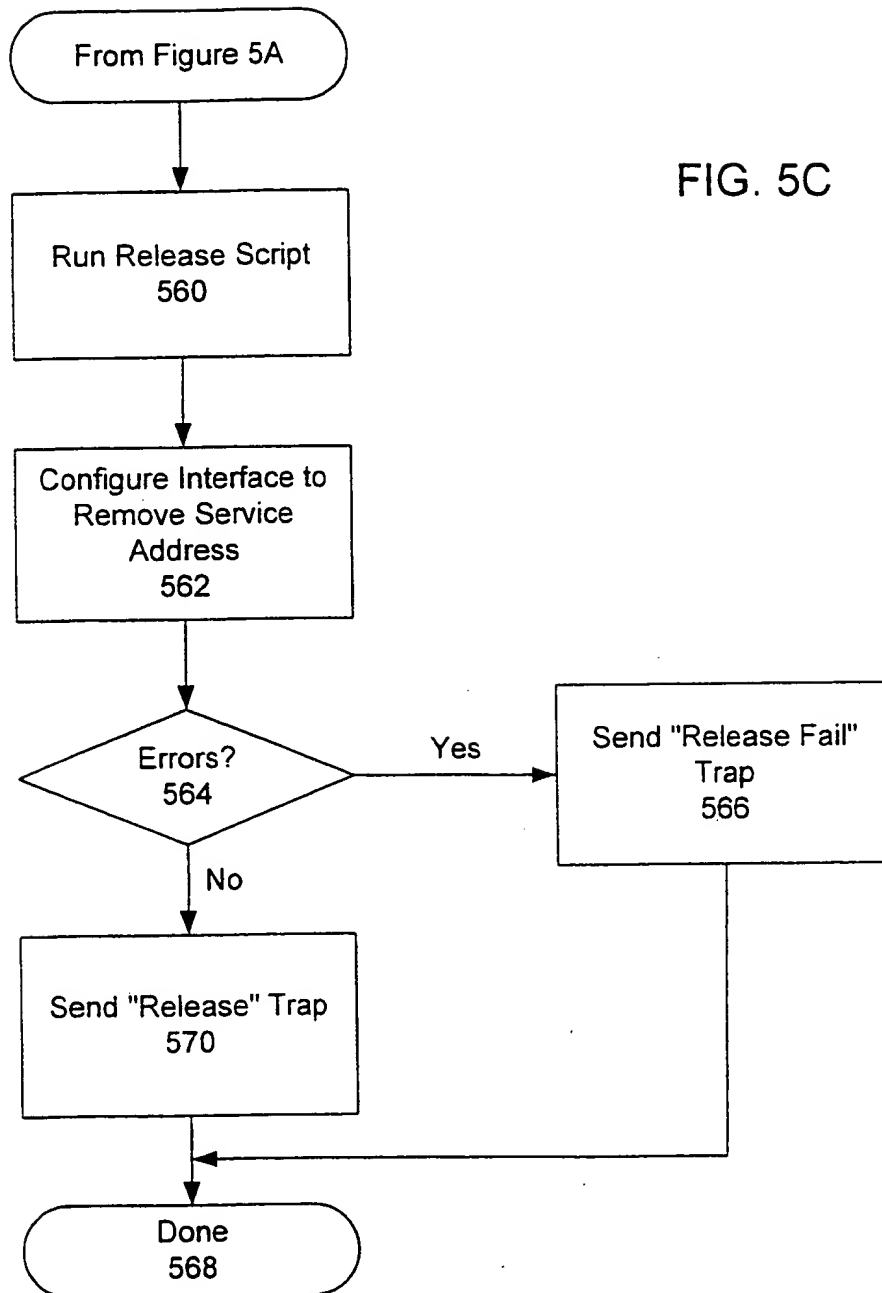 From Figure 5A
FIG. 5C
Run Release Script
560
Configure Interface to
Remove Service
Address
562
Errors?
564
Yes
Send "Release Fail"
Trap
566
No
Send "Release" Trap
570
Done
568